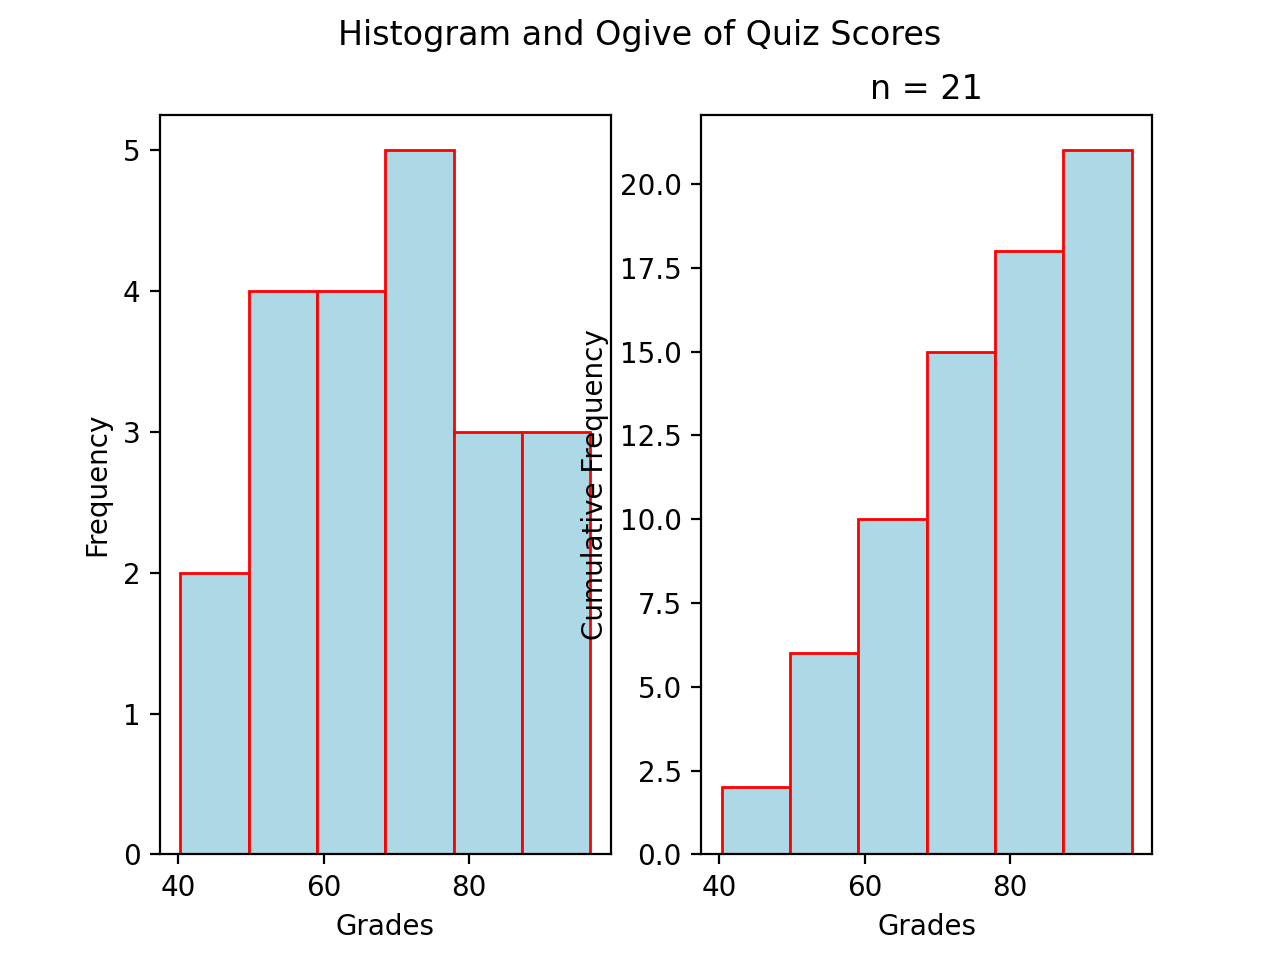 Histogram and Ogive of Quiz Scores
n = 21
5
4
3
2
1
0
Frequency
40 60 80
Grades
20.0
17.5
15.0
12.5
10.0
7.5
5.0
2.5
0.0
Cumulative Frequency
40 60 80
Grades